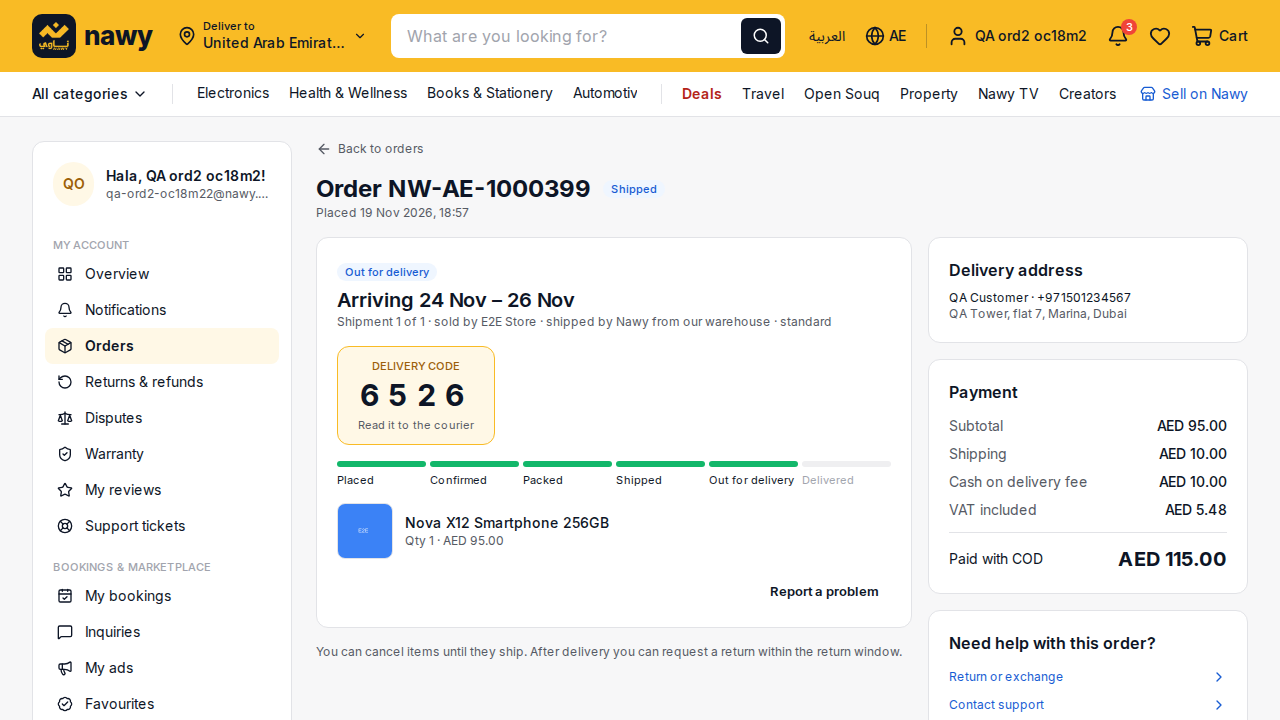 ناوي
nawy
Deliver to
United Arab Emirat...
What are you looking for?
العربية
AE
QA ord2 oc18m2
3
Cart
All categories
Electronics
Health & Wellness
Books & Stationery
Automotiv
Deals
Travel
Open Souq
Property
Nawy TV
Creators
Sell on Nawy
QO
Hala, QA ord2 oc18m2!
qa-ord2-oc18m22@nawy....
MY ACCOUNT
Overview
Notifications
Orders
Returns & refunds
Disputes
Warranty
My reviews
Support tickets
BOOKINGS & MARKETPLACE
My bookings
Inquiries
My ads
Favourites
Back to orders
Order NW-AE-1000399
Shipped
Placed 19 Nov 2026, 18:57
Out for delivery
Arriving 24 Nov – 26 Nov
Shipment 1 of 1 · sold by E2E Store · shipped by Nawy from our warehouse · standard
DELIVERY CODE
6526
Read it to the courier
Placed
Confirmed
Packed
Shipped
Out for delivery
Delivered
E2E
Nova X12 Smartphone 256GB
Qty 1 · AED 95.00
Report a problem
You can cancel items until they ship. After delivery you can request a return within the return window.
Delivery address
QA Customer · +971501234567
QA Tower, flat 7, Marina, Dubai
Payment
Subtotal AED 95.00
Shipping AED 10.00
Cash on delivery fee AED 10.00
VAT included AED 5.48
Paid with COD AED 115.00
Need help with this order?
Return or exchange
Contact support